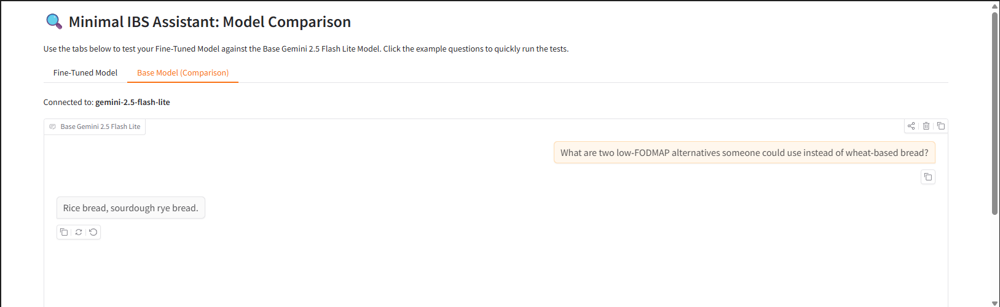 🔍 Minimal IBS Assistant: Model Comparison
Use the tabs below to test your Fine-Tuned Model against the Base Gemini 2.5 Flash Lite Model. Click the example questions to quickly run the tests.
Fine-Tuned Model
Base Model (Comparison)
Connected to: gemini-2.5-flash-lite
Base Gemini 2.5 Flash Lite
What are two low-FODMAP alternatives someone could use instead of wheat-based bread?
Rice bread, sourdough rye bread.